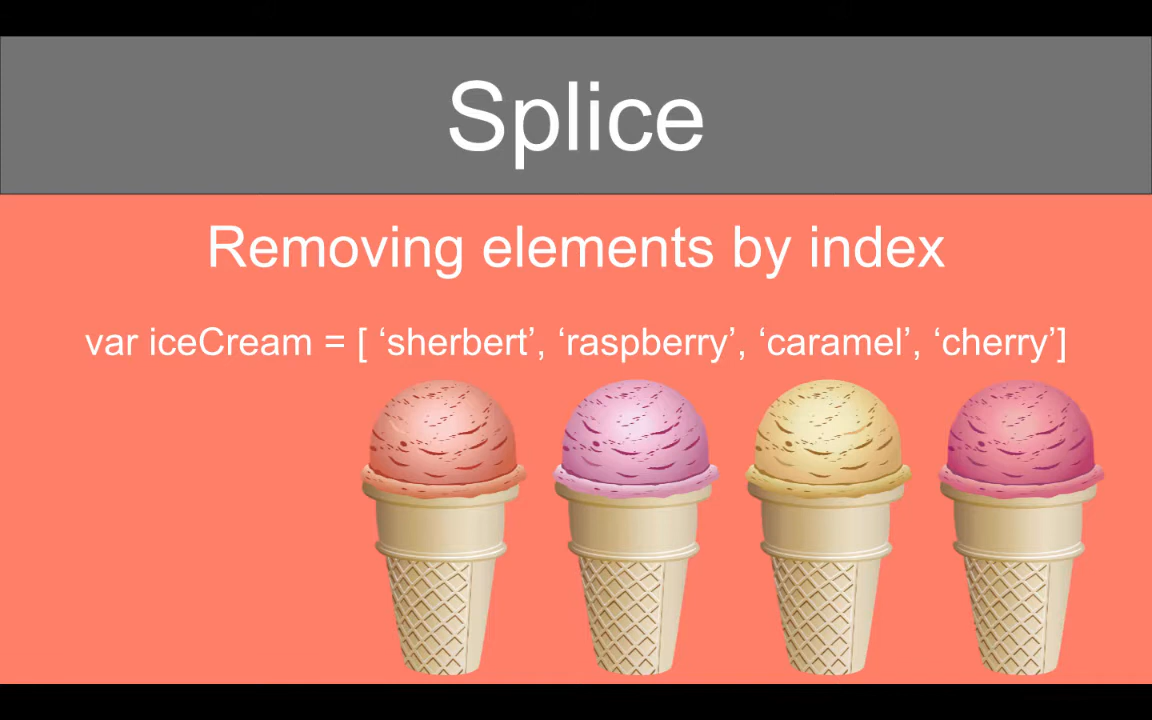 Splice
Removing elements by index
var iceCream = [ ‘sherbert’, ‘raspberry’, ‘caramel’, ‘cherry’]